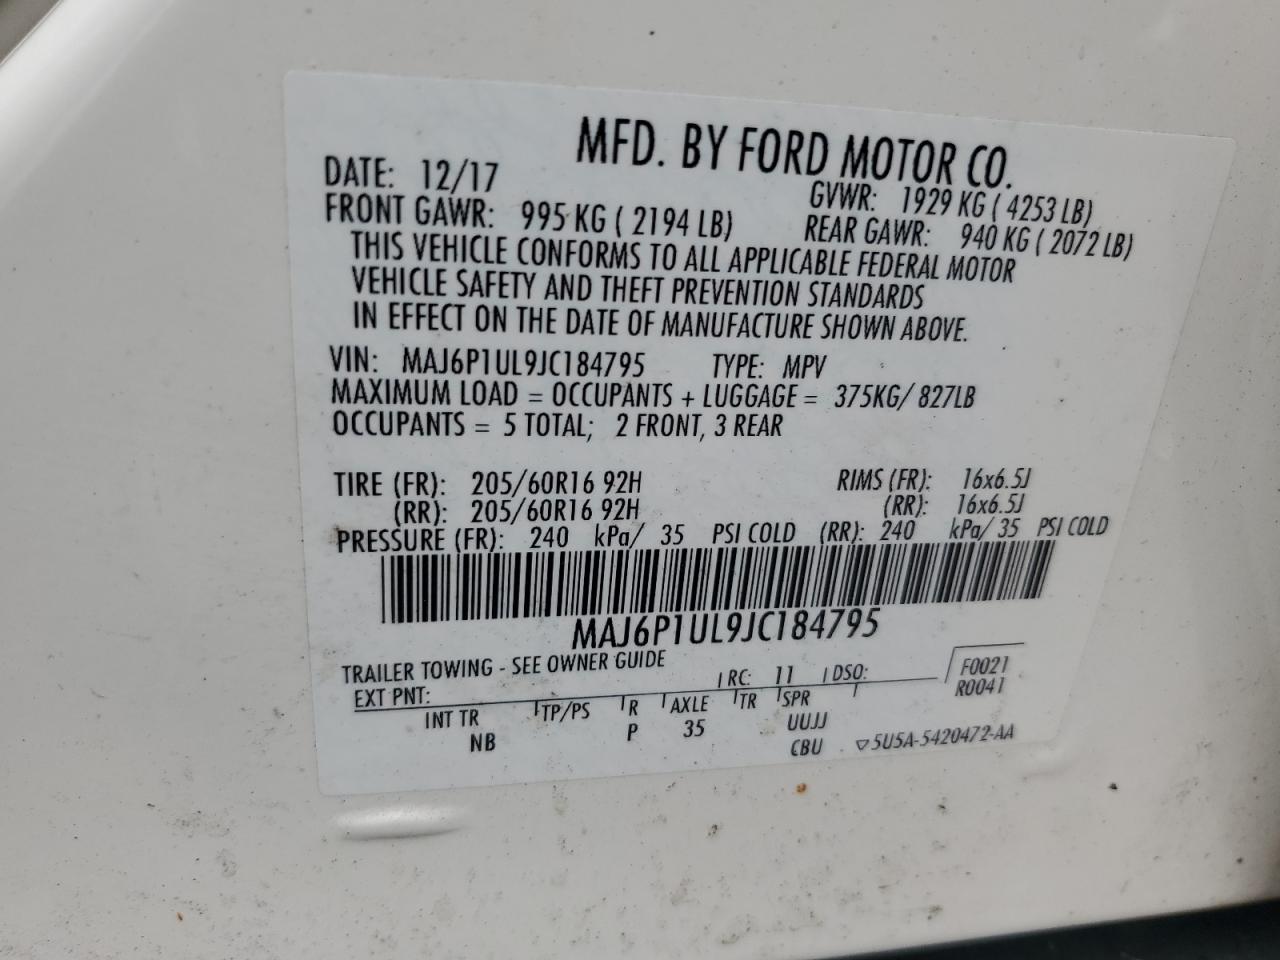 MFD. BY FORD MOTOR CO.
DATE: 12/17 GVWR: 1929 KG ( 4253 LB)
FRONT GAWR: 995 KG ( 2194 LB) REAR GAWR: 940 KG ( 2072 LB)
THIS VEHICLE CONFORMS TO ALL APPLICABLE FEDERAL MOTOR
VEHICLE SAFETY AND THEFT PREVENTION STANDARDS
IN EFFECT ON THE DATE OF MANUFACTURE SHOWN ABOVE.
VIN: MAJ6P1UL9JC184795 TYPE: MPV
MAXIMUM LOAD = OCCUPANTS + LUGGAGE = 375KG/ 827LB
OCCUPANTS = 5 TOTAL; 2 FRONT, 3 REAR
TIRE (FR): 205/60R16 92H RIMS (FR): 16x6.5J
(RR): 205/60R16 92H (RR): 16x6.5J
PRESSURE (FR): 240 kPa/ 35 PSI COLD (RR): 240 kPa/ 35 PSI COLD
MAJ6P1UL9JC184795
TRAILER TOWING - SEE OWNER GUIDE
EXT PNT: RC: 11 DSO: F0021
R0041
INT TR TP/PS R AXLE TR SPR
NB P 35 UUJJ
CBU ▽5U5A-5420472-AA